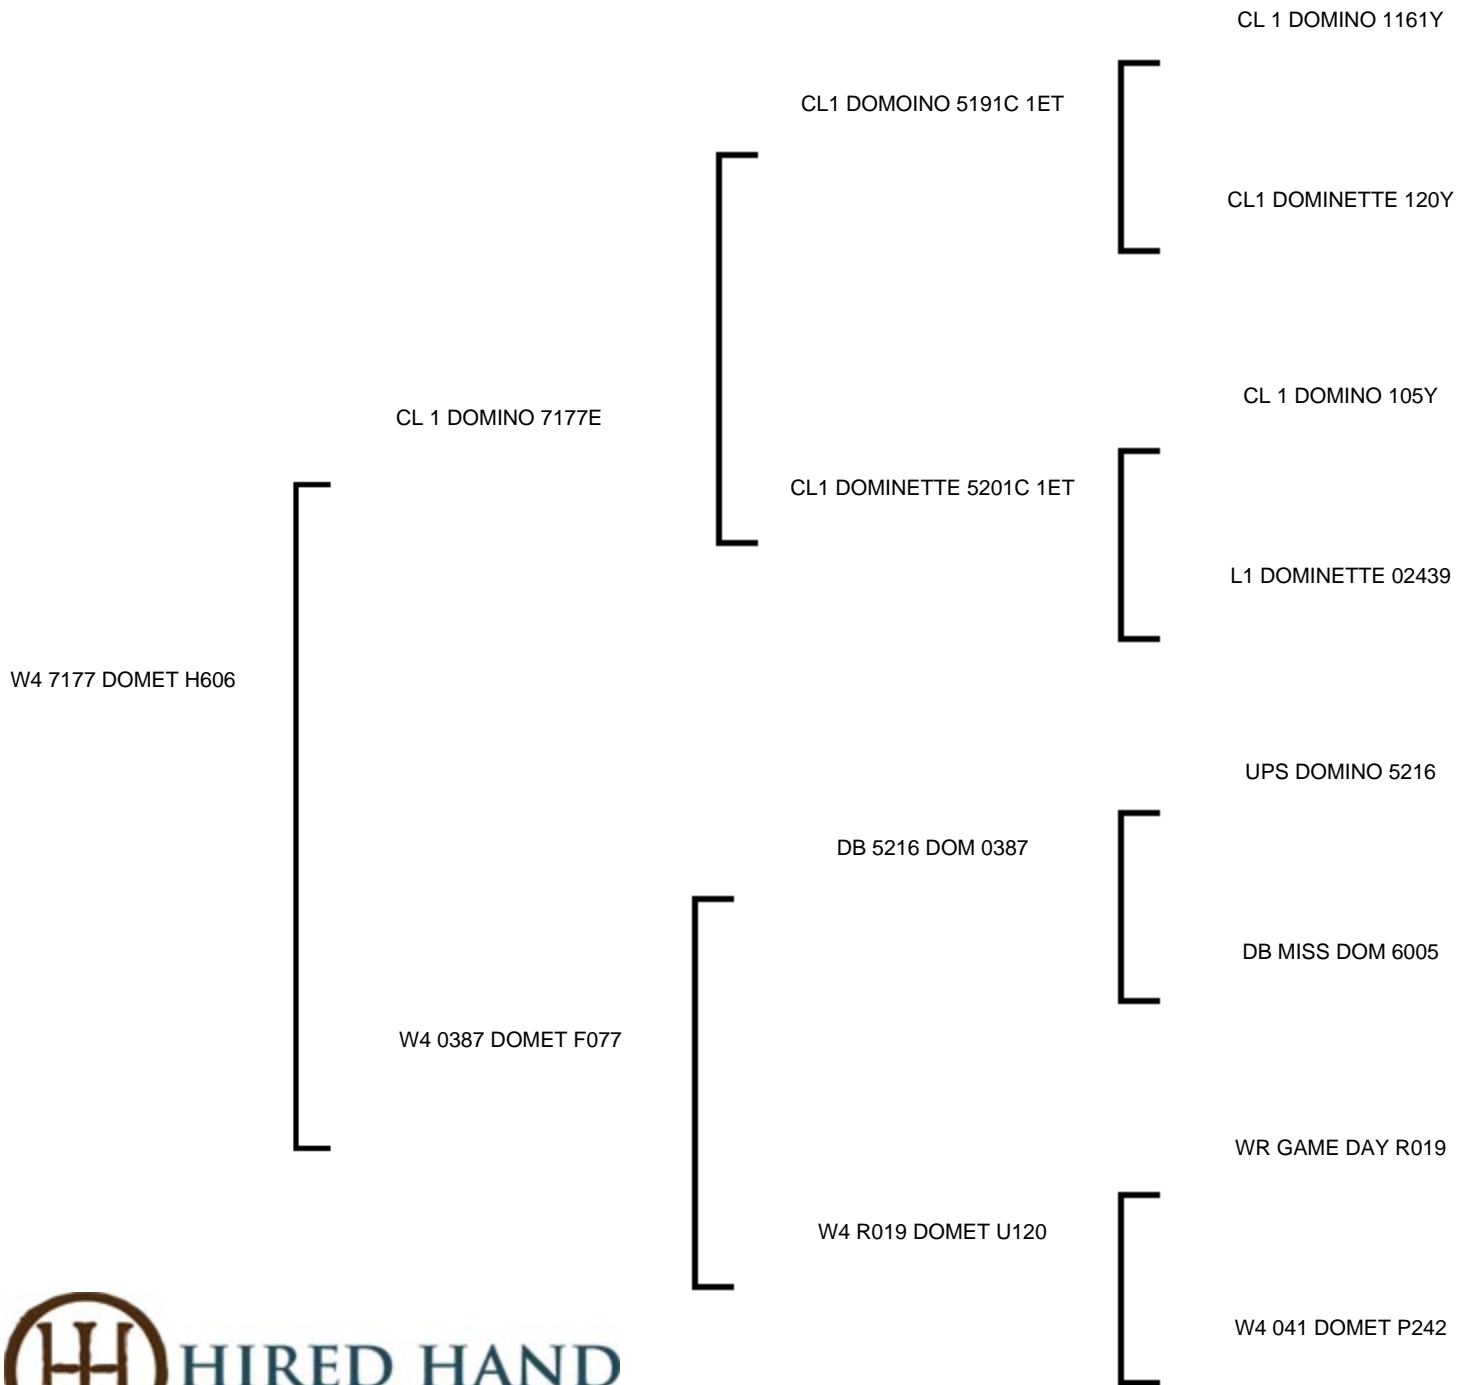 CL 1 DOMINO 1161Y
CL1 DOMOINO 5191C 1ET
CL1 DOMINETTE 120Y
CL 1 DOMINO 105Y
CL 1 DOMINO 7177E
CL1 DOMINETTE 5201C 1ET
L1 DOMINETTE 02439
W4 7177 DOMET H606
UPS DOMINO 5216
DB 5216 DOM 0387
DB MISS DOM 6005
W4 0387 DOMET F077
WR GAME DAY R019
W4 R019 DOMET U120
W4 041 DOMET P242
HIRED HAND